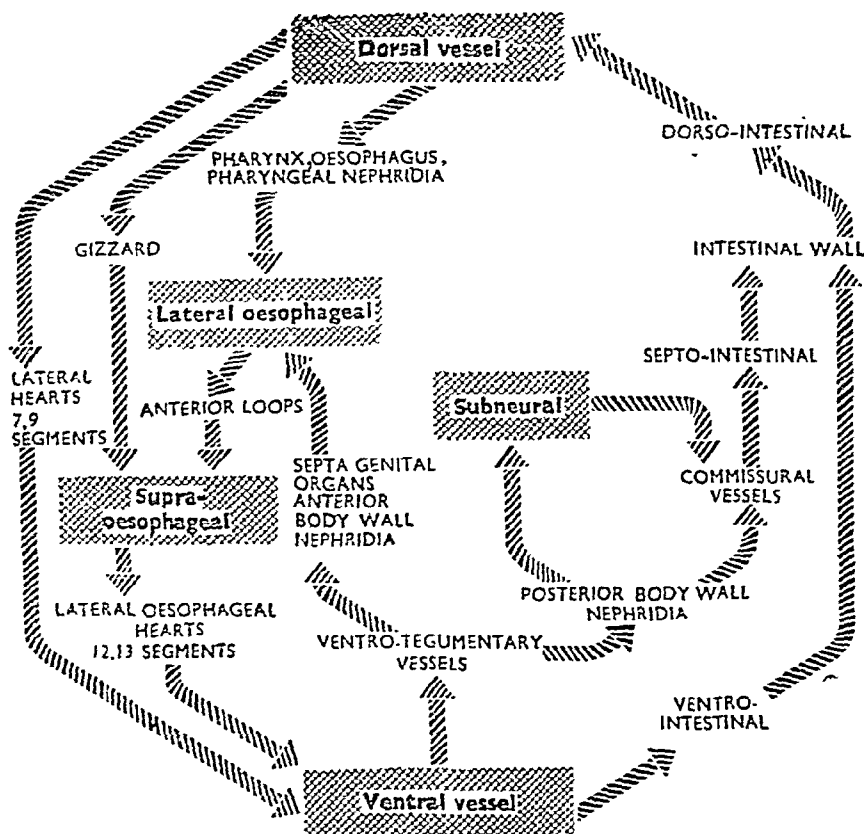 Dorsal vessel
DORSO-INTESTINAL
PHARYNX, OESOPHAGUS,
PHARYNGEAL NEPHRIDIA
GIZZARD
INTESTINAL WALL
Lateral oesophageal
SEPTO-INTESTINAL
LATERAL
HEARTS
7,9
SEGMENTS
ANTERIOR LOOPS
Subneural
SEPTA GENITAL
ORGANS
ANTERIOR
BODY WALL
NEPHRIDIA
COMMISSURAL
VESSELS
Supra-
oesophageal
POSTERIOR BODY WALL
NEPHRIDIA
LATERAL OESOPHAGEAL
HEARTS
12,13 SEGMENTS
VENTRO-TEGUMENTARY
VESSELS
VENTRO-
INTESTINAL
Ventral vessel